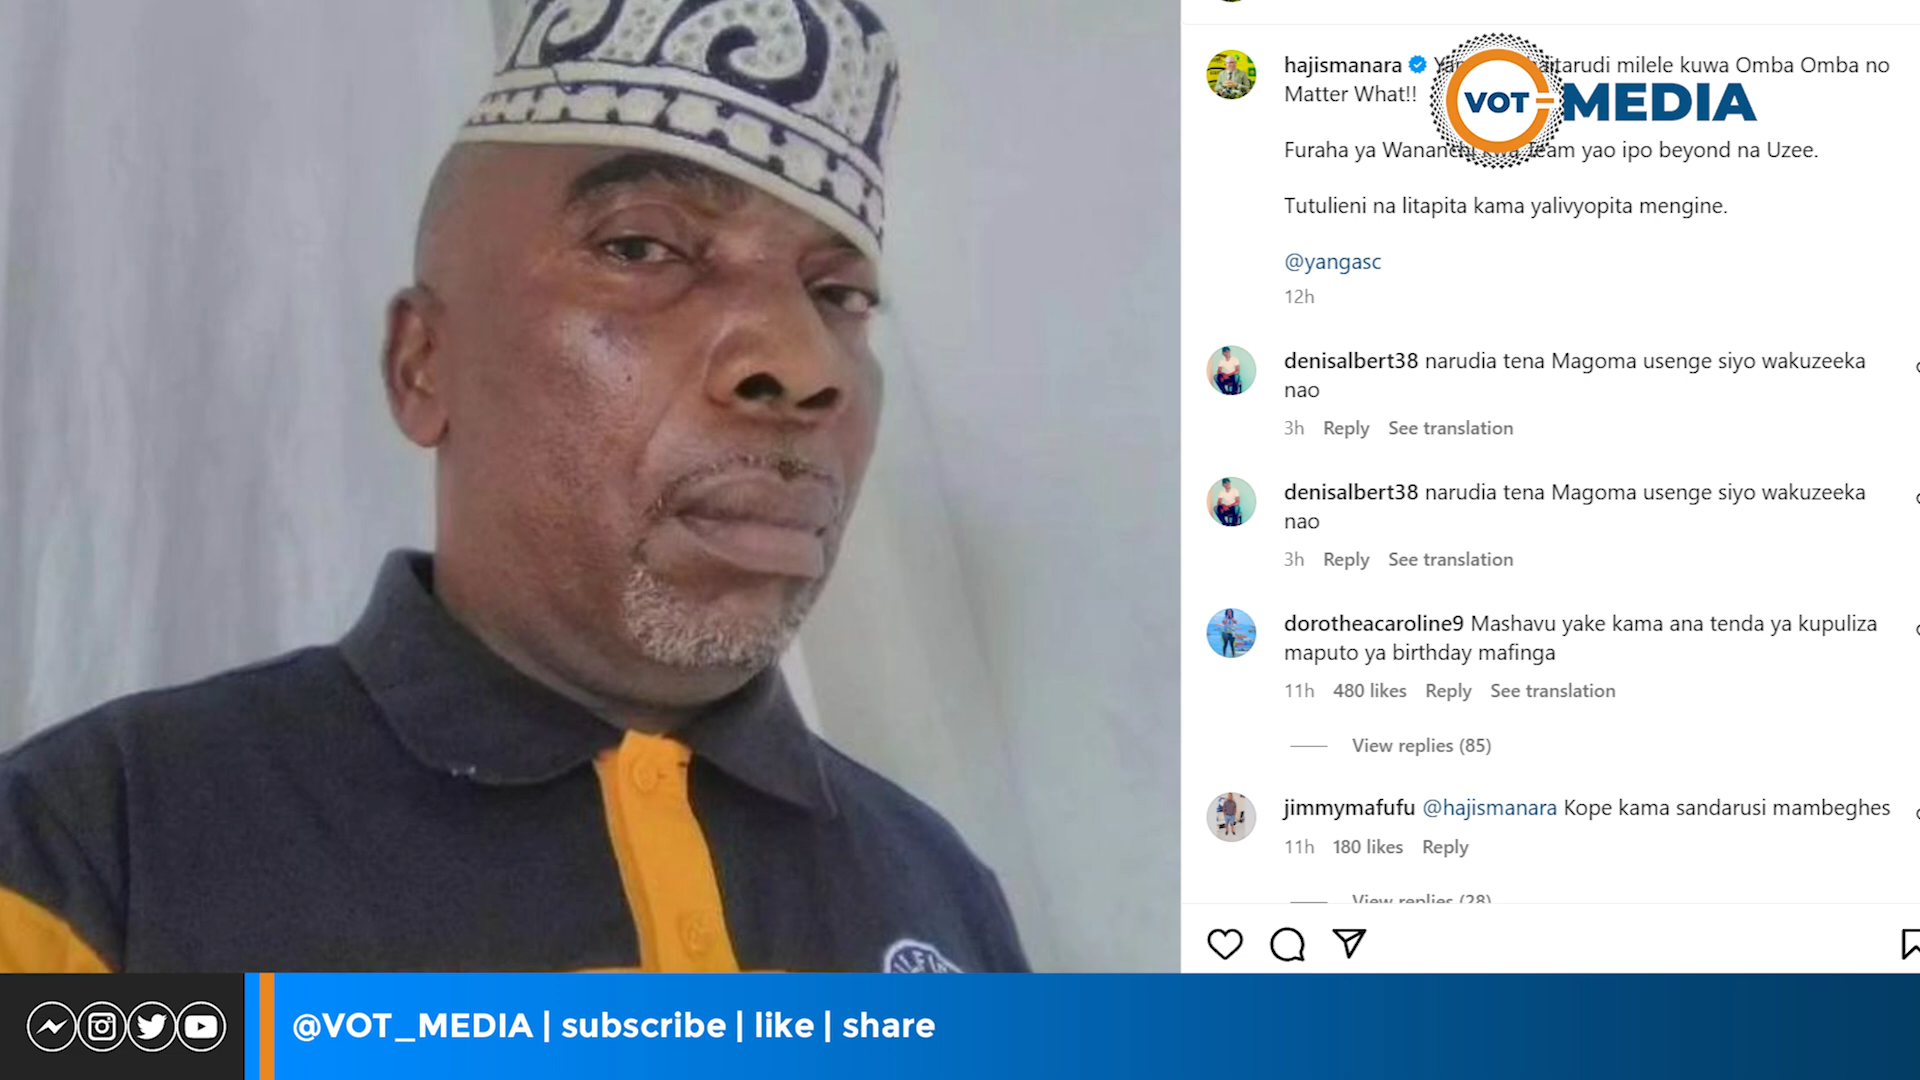 hajismanara itarudi milele kuwa Omba Omba no
Matter What!!
VOT MEDIA
Furaha ya Wananchi kwa Team yao ipo beyond na Uzee.
Tutulieni na litapita kama yalivyopita mengine.
@yangasc
12h
denisalbert38 narudia tena Magoma usenge siyo wakuzeeka
nao
3h Reply See translation
denisalbert38 narudia tena Magoma usenge siyo wakuzeeka
nao
3h Reply See translation
dorotheacaroline9 Mashavu yake kama ana tenda ya kupuliza
maputo ya birthday mafinga
11h 480 likes Reply See translation
View replies (85)
jimmymafufu @hajismanara Kope kama sandarusi mambeghes
11h 180 likes Reply
View replies (28)
@VOT_MEDIA | subscribe | like | share